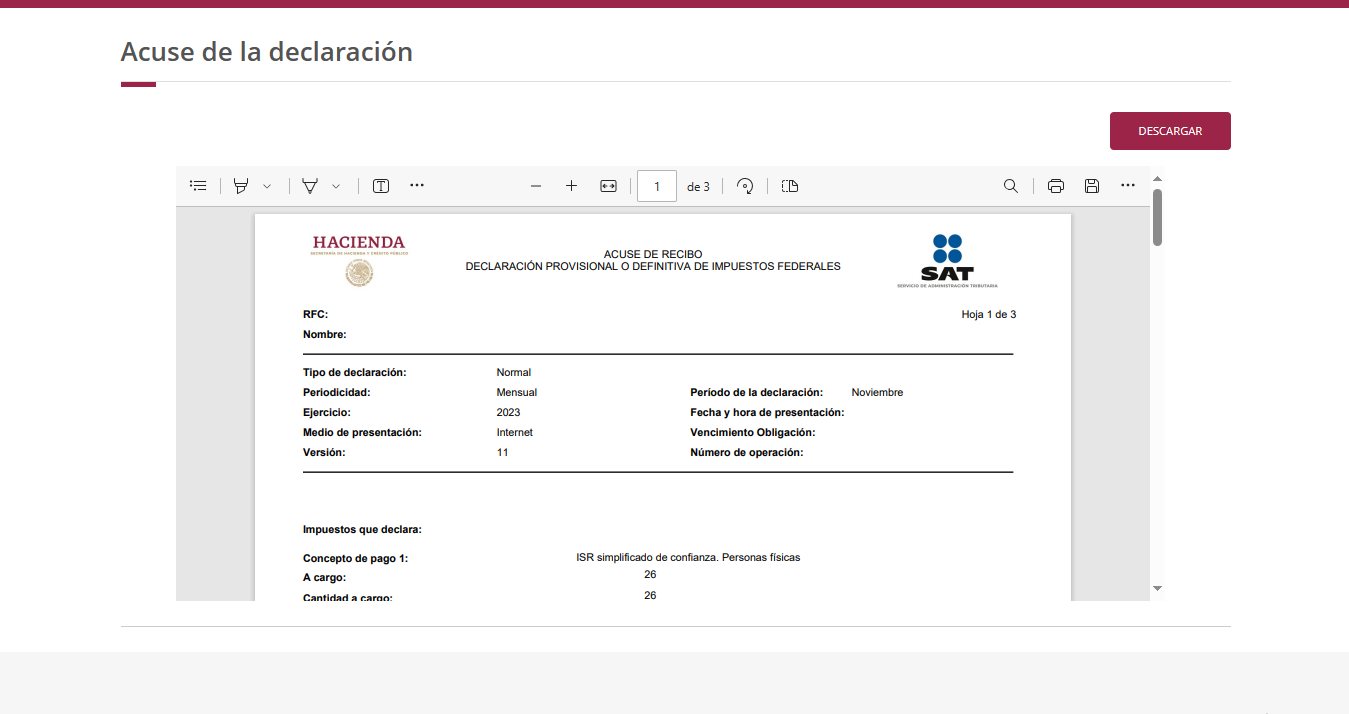 Acuse de la declaración
DESCARGAR
1 de 3
HACIENDA
SECRETARÍA DE HACIENDA Y CRÉDITO PÚBLICO
ACUSE DE RECIBO
DECLARACIÓN PROVISIONAL O DEFINITIVA DE IMPUESTOS FEDERALES
SAT
SERVICIO DE ADMINISTRACIÓN TRIBUTARIA
RFC:
Hoja 1 de 3
Nombre:
Tipo de declaración: Normal
Periodicidad: Mensual Período de la declaración: Noviembre
Ejercicio: 2023 Fecha y hora de presentación:
Medio de presentación: Internet Vencimiento Obligación:
Versión: 11 Número de operación:
Impuestos que declara:
Concepto de pago 1: ISR simplificado de confianza. Personas físicas
A cargo: 26
Cantidad a cargo: 26